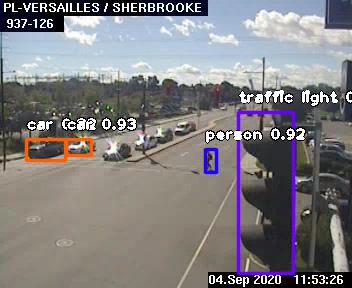 PL-VERSAILLES / SHERBROOKE
937-126
traffic light
car
car 0.93
person 0.92
04.Sep 2020 11:53:26